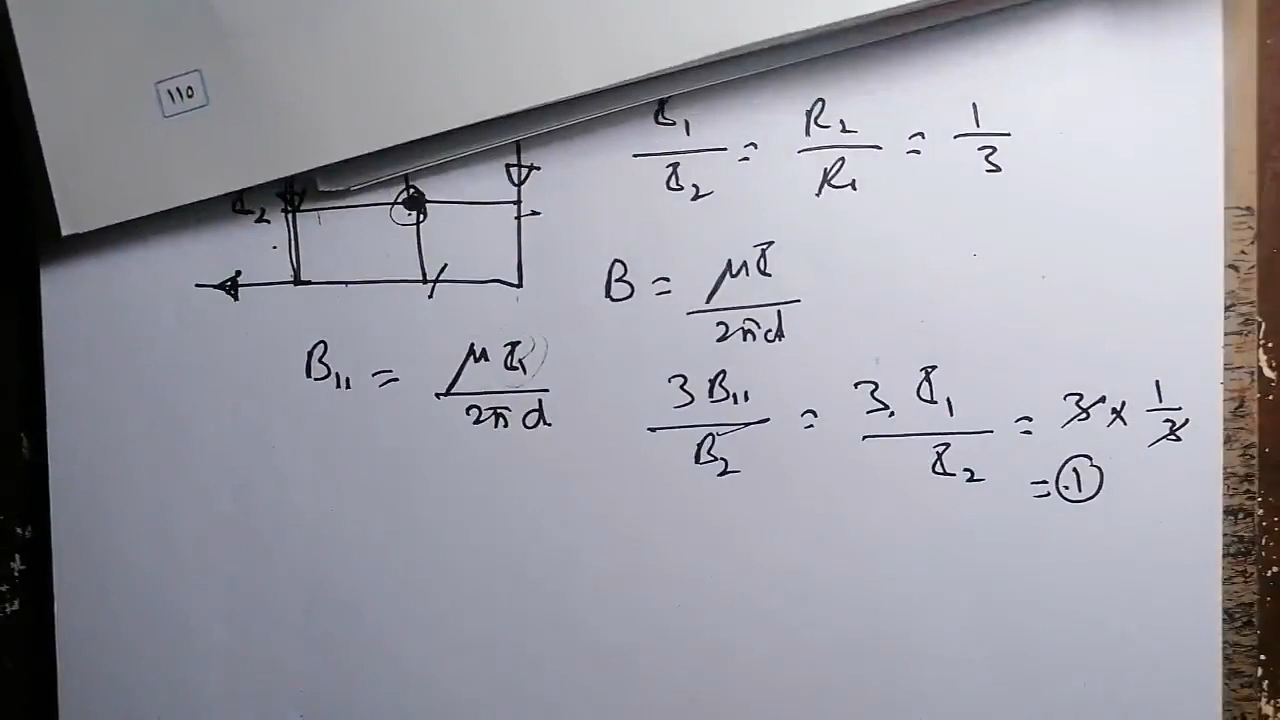 ١١٥
I₁/I₂ = R₂/R₁ = 1/3
I₂
B = μI/2πd
B₁₁ = μI₁/2πd
3B₁₁/B₂ = 3.I₁/I₂ = 3 × 1/3
= 1